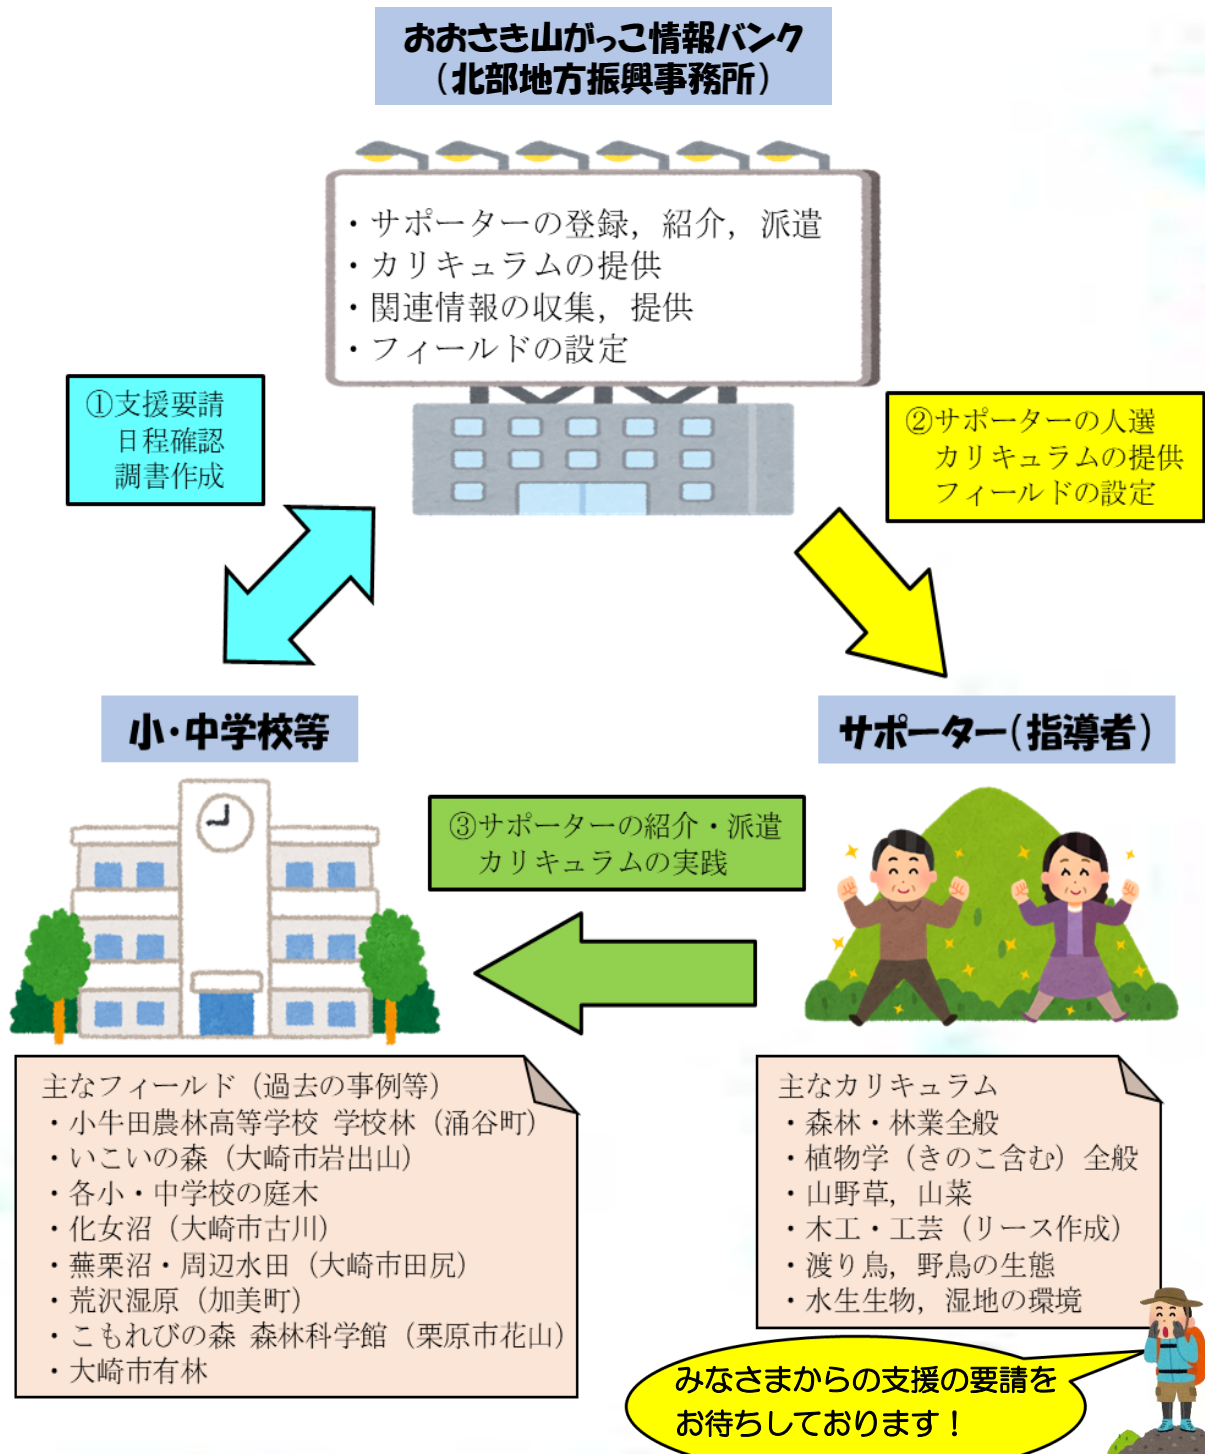 おおさき山がっこ情報バンク
（北部地方振興事務所）
・サポーターの登録，紹介，派遣
・カリキュラムの提供
・関連情報の収集，提供
・フィールドの設定
①支援要請
日程確認
調書作成
②サポーターの人選
カリキュラムの提供
フィールドの設定
小・中学校等
サポーター（指導者）
③サポーターの紹介・派遣
カリキュラムの実践
主なフィールド（過去の事例等）
・小牛田農林高等学校 学校林（涌谷町）
・いこいの森（大崎市岩出山）
・各小・中学校の庭木
・化女沼（大崎市古川）
・蕪栗沼・周辺水田（大崎市田尻）
・荒沢湿原（加美町）
・こもれびの森 森林科学館（栗原市花山）
・大崎市有林
主なカリキュラム
・森林・林業全般
・植物学（きのこ含む）全般
・山野草，山菜
・木工・工芸（リース作成）
・渡り鳥，野鳥の生態
・水生生物，湿地の環境
みなさまからの支援の要請を
お待ちしております！